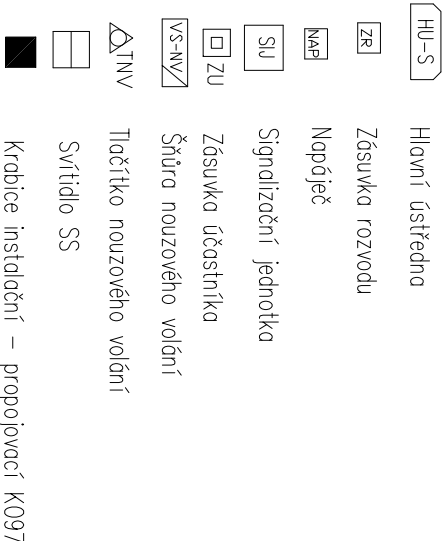 HU-S Hlavní ústředna
ZR Zásuvka rozvodu
NAP Napáječ
SIJ Signalizační jednotka
ZU Zásuvka účastníka
VS-NV Šňůra nouzového volání
TNV Tlačítko nouzového volání
Svítidlo SS
Krabice instalační – propojovací KO97